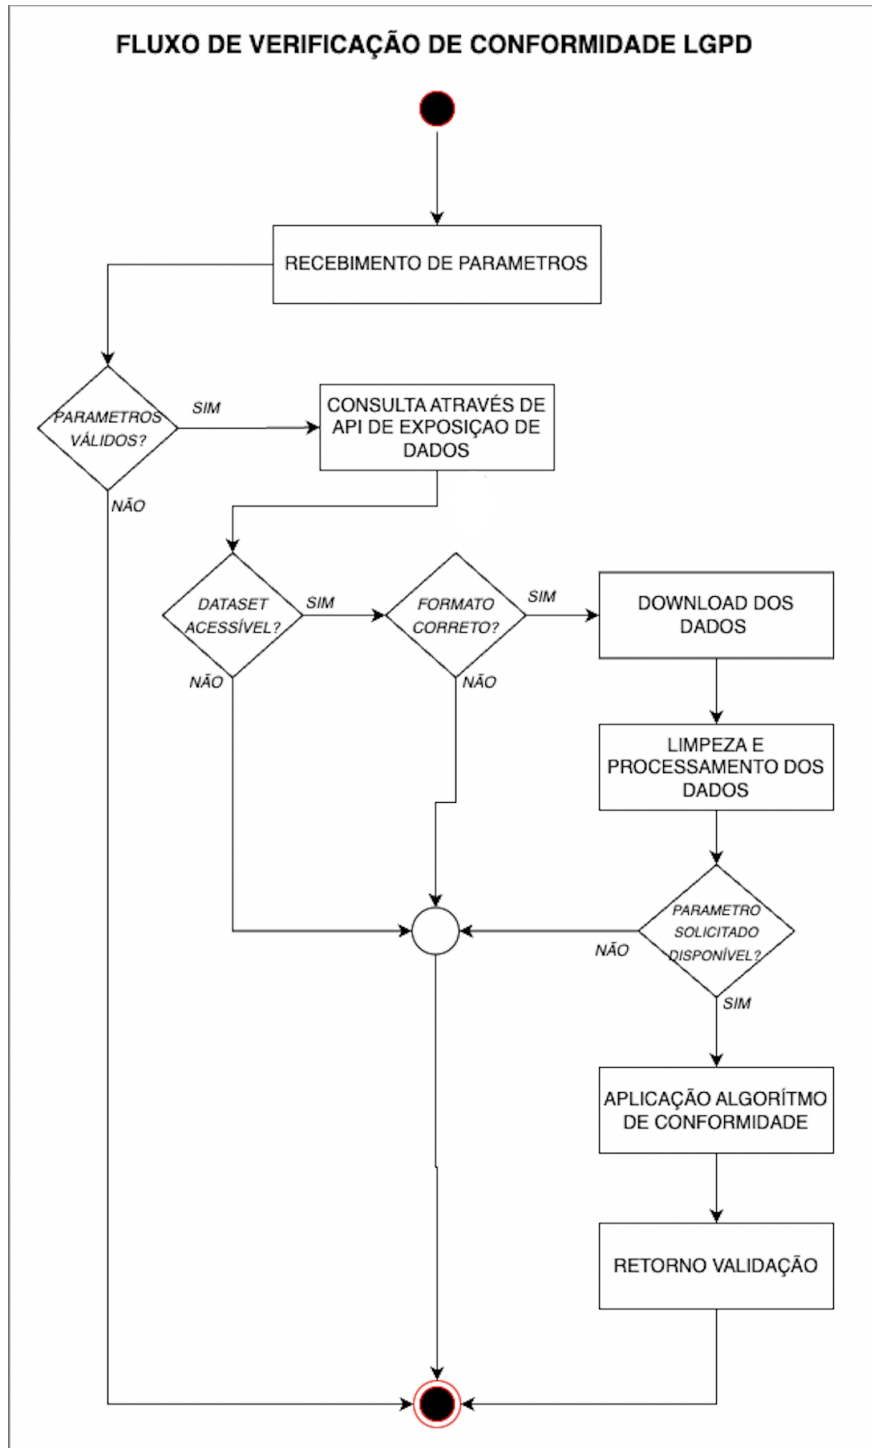 FLUXO DE VERIFICAÇÃO DE CONFORMIDADE LGPD
RECEBIMENTO DE PARAMETROS
PARAMETROS
VÁLIDOS?
SIM
NÃO
CONSULTA ATRAVÉS DE
API DE EXPOSIÇAO DE
DADOS
DATASET
ACESSÍVEL?
SIM
NÃO
FORMATO
CORRETO?
SIM
NÃO
DOWNLOAD DOS
DADOS
LIMPEZA E
PROCESSAMENTO DOS
DADOS
PARAMETRO
SOLICITADO
DISPONÍVEL?
NÃO
SIM
APLICAÇÃO ALGORÍTMO
DE CONFORMIDADE
RETORNO VALIDAÇÃO